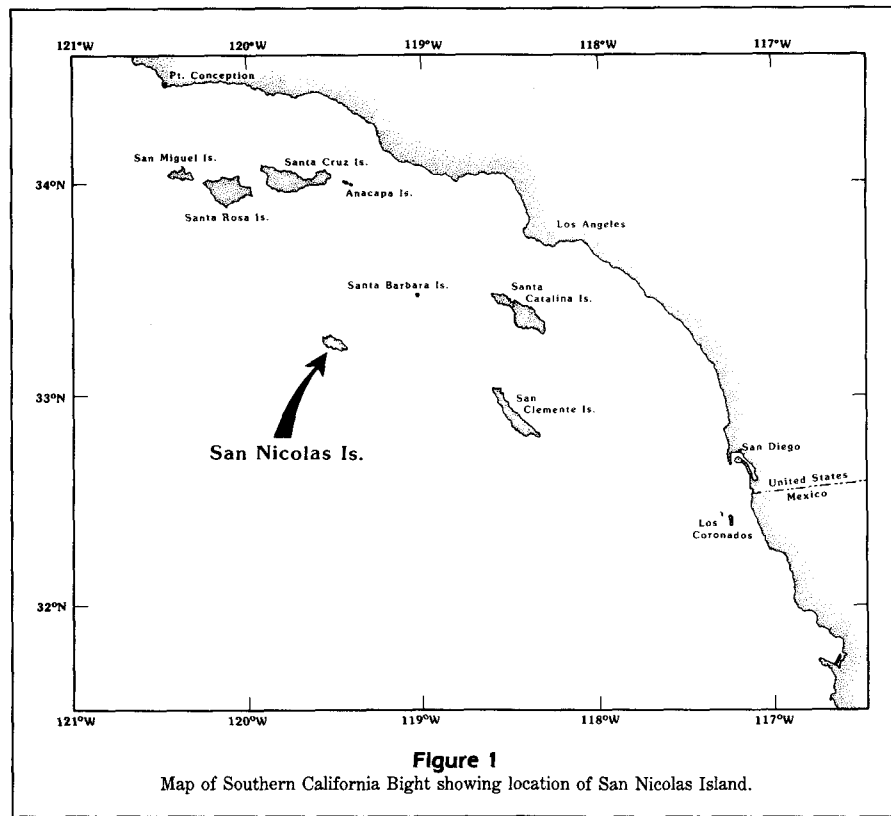 121°W 120°W 119°W 118°W 117°W
Pt. Conception
San Miguel Is.
Santa Cruz Is.
34°N
Anacapa Is.
Santa Rosa Is.
Los Angeles
Santa Barbara Is.
Santa
Catalina Is.
33°N
San
Clemente Is.
San Nicolas Is.
San Diego
United States
Mexico
Los
Coronados
32°N
121°W 120°W 119°W 118°W 117°W
Figure 1
Map of Southern California Bight showing location of San Nicolas Island.